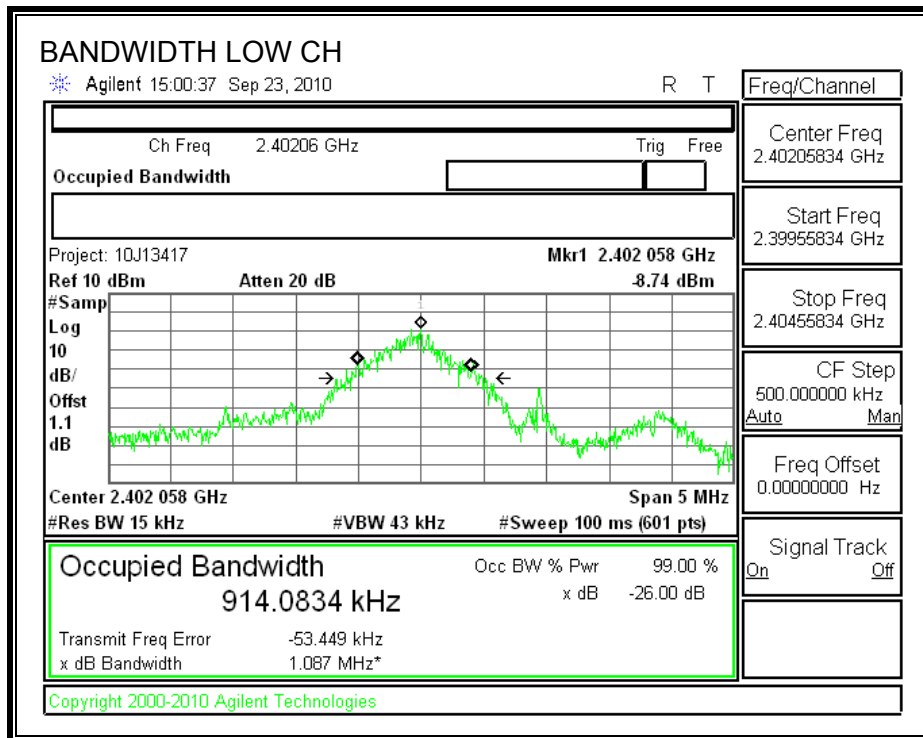 BANDWIDTH LOW CH
Agilent 15:00:37 Sep 23, 2010 R T
Freq/Channel
Ch Freq 2.40206 GHz Trig Free
Occupied Bandwidth
Center Freq
2.40205834 GHz
Start Freq
2.39955834 GHz
Stop Freq
2.40455834 GHz
CF Step
500.000000 kHz
Auto Man
Freq Offset
0.00000000 Hz
Signal Track
On Off
Project: 10J13417 Mkr1 2.402 058 GHz
Ref 10 dBm Atten 20 dB -8.74 dBm
#Samp
Log
10
dB/
Offst
1.1
dB
1
Center 2.402 058 GHz Span 5 MHz
#Res BW 15 kHz #VBW 43 kHz #Sweep 100 ms (601 pts)
Occupied Bandwidth Occ BW % Pwr 99.00 %
914.0834 kHz x dB -26.00 dB
Transmit Freq Error -53.449 kHz
x dB Bandwidth 1.087 MHz*
Copyright 2000-2010 Agilent Technologies